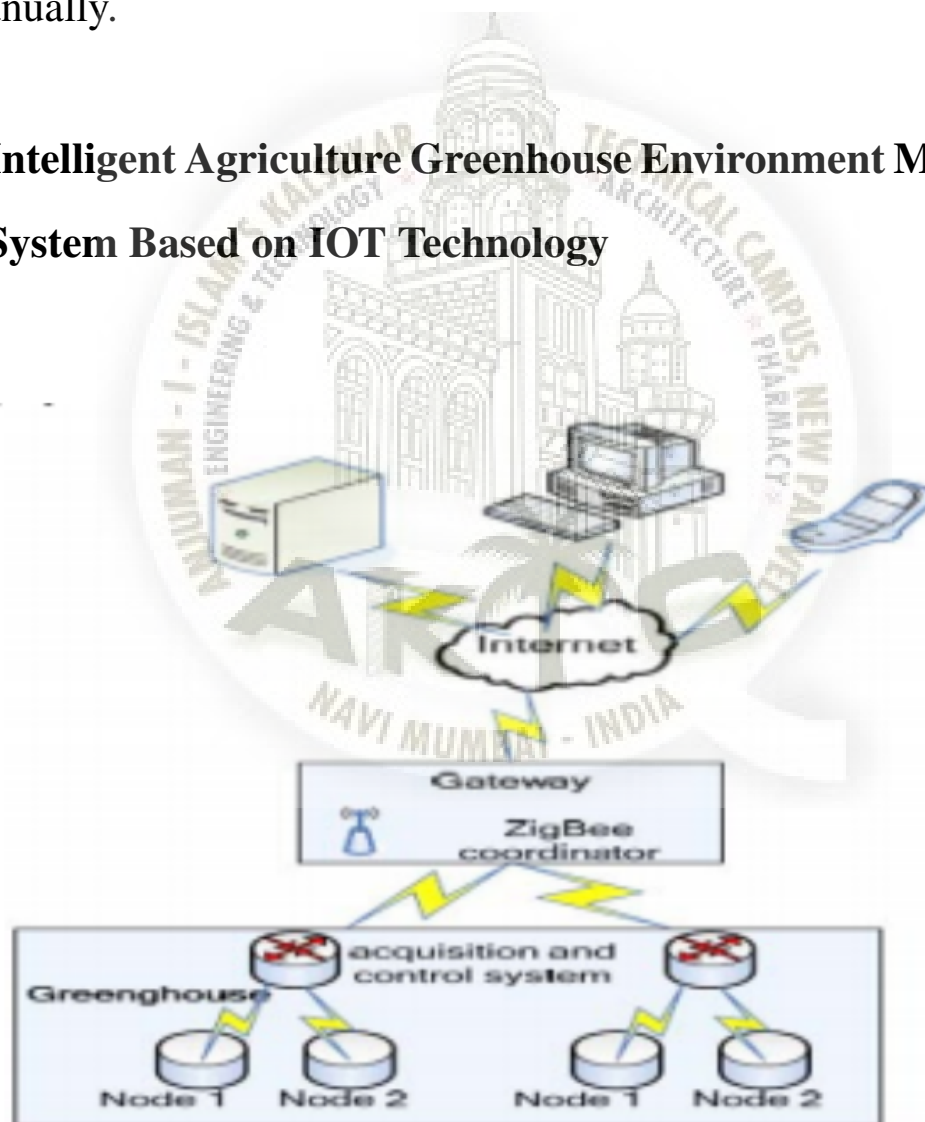 nually.
Intelligent Agriculture Greenhouse Environment M
System Based on IOT Technology
ANJUMAN - I - ISLAM'S KALSEKAR TECHNICAL CAMPUS, NEW PANVEL
ENGINEERING & TECHNOLOGY * ARCHITECTURE * PHARMACY *
AKTC
NAVI MUMBAI - INDIA
Internet
Gateway
ZigBee
coordinator
acquisition and
control system
Greenghouse
Node 1 Node 2 Node 1 Node 2